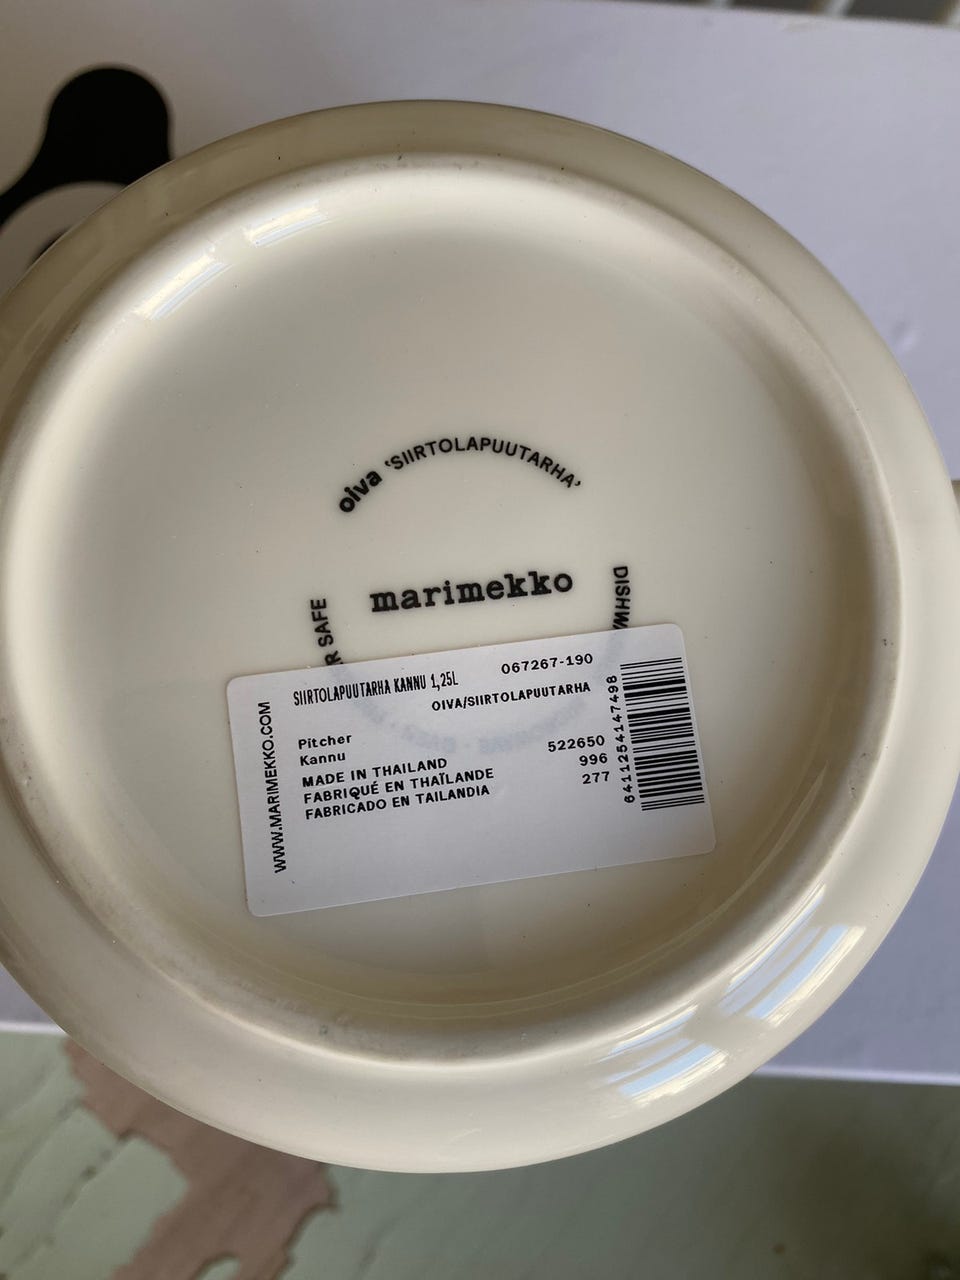 oiva ‘SIIRTOLAPUUTARHA’
marimekko
SAFE
SIIRTOLAPUUTARHA KANNU 1,25L
067267-190
OIVA/SIIRTOLAPUUTARHA
Pitcher
Kannu
MADE IN THAILAND
FABRIQUÉ EN THAÏLANDE
FABRICADO EN TAILANDIA
522650
996
277
WWW.MARIMEKKO.COM
6411254147498